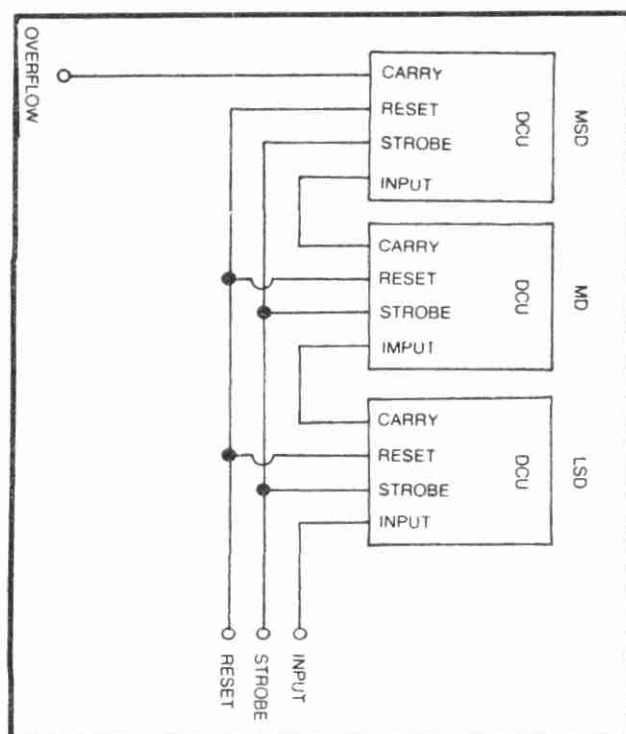 OVERFLOW
MSD
DCU
CARRY
RESET
STROBE
INPUT
MD
DCU
CARRY
RESET
STROBE
IMPUT
LSD
DCU
CARRY
RESET
STROBE
INPUT
INPUT
STROBE
RESET